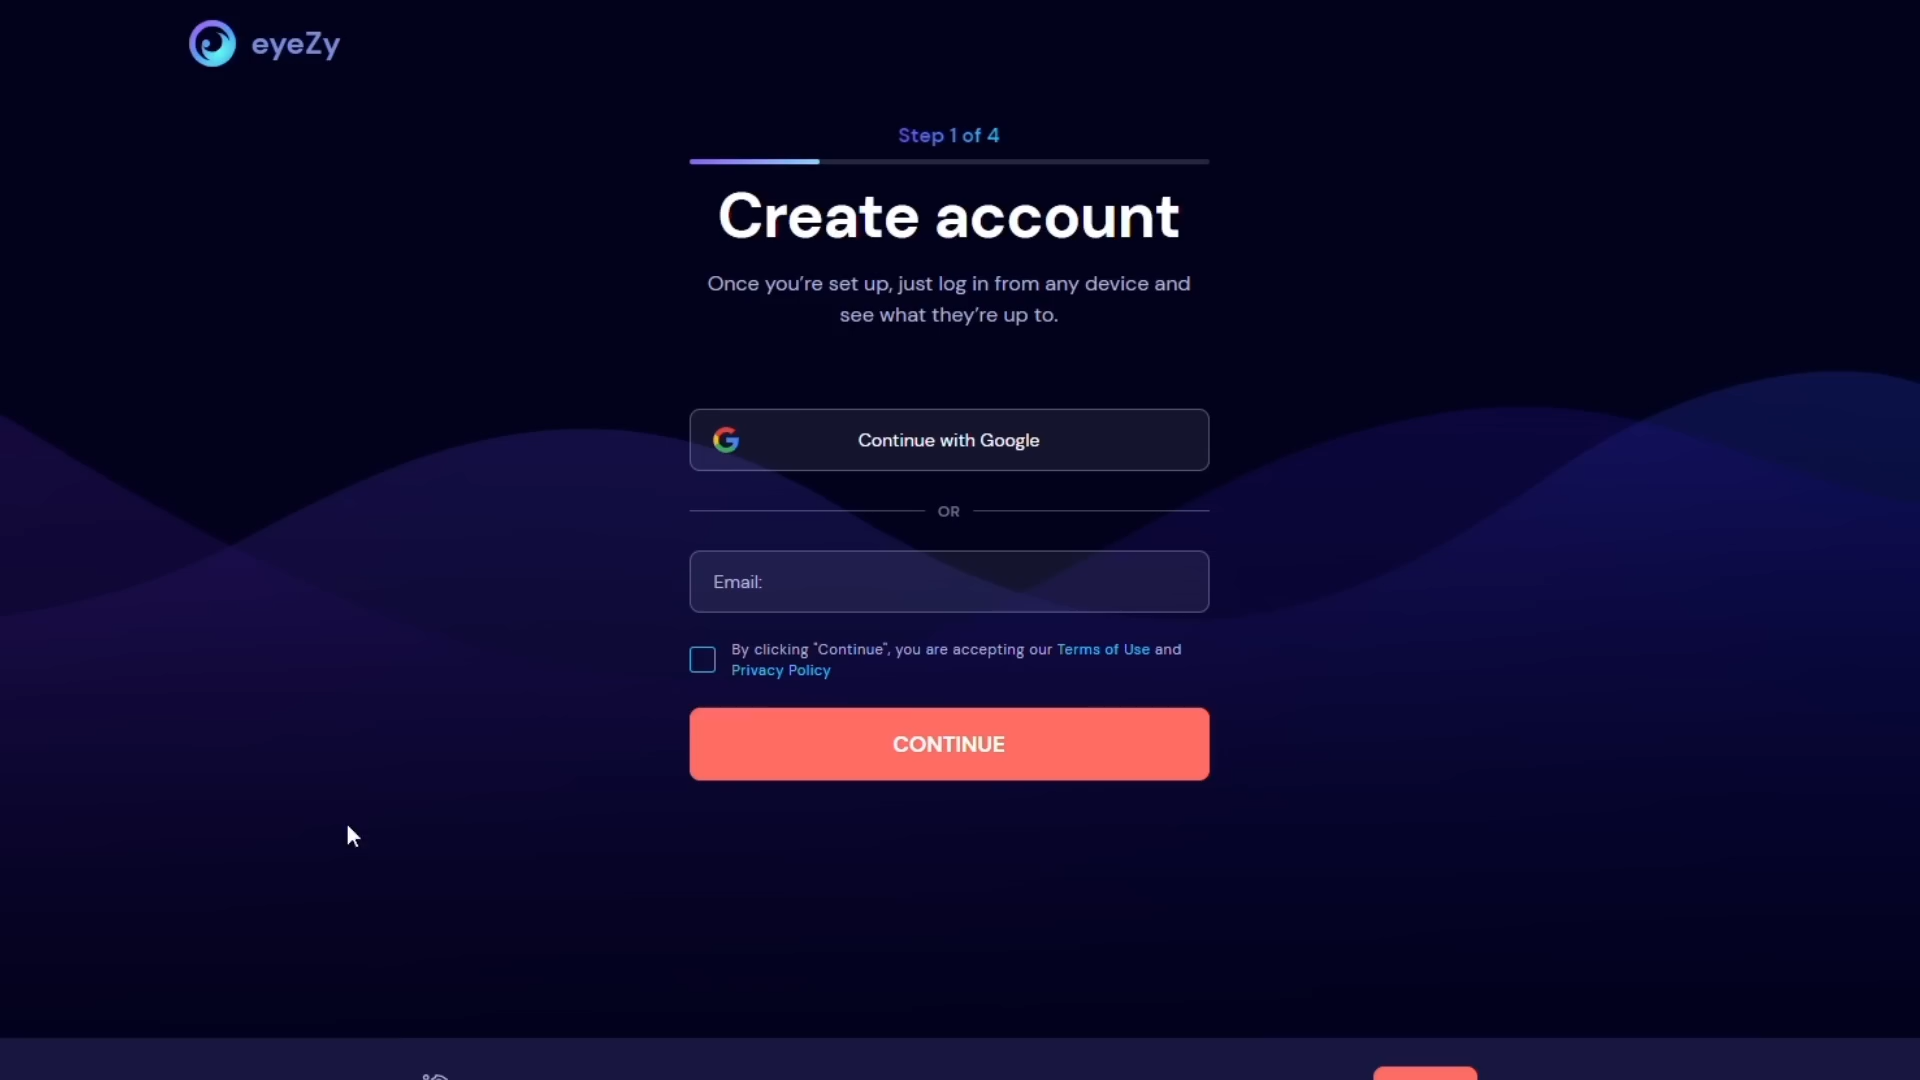 eyeZy
Step 1 of 4
Create account
Once you’re set up, just log in from any device and
see what they’re up to.
Continue with Google
OR
Email:
By clicking "Continue", you are accepting our Terms of Use and
Privacy Policy
CONTINUE